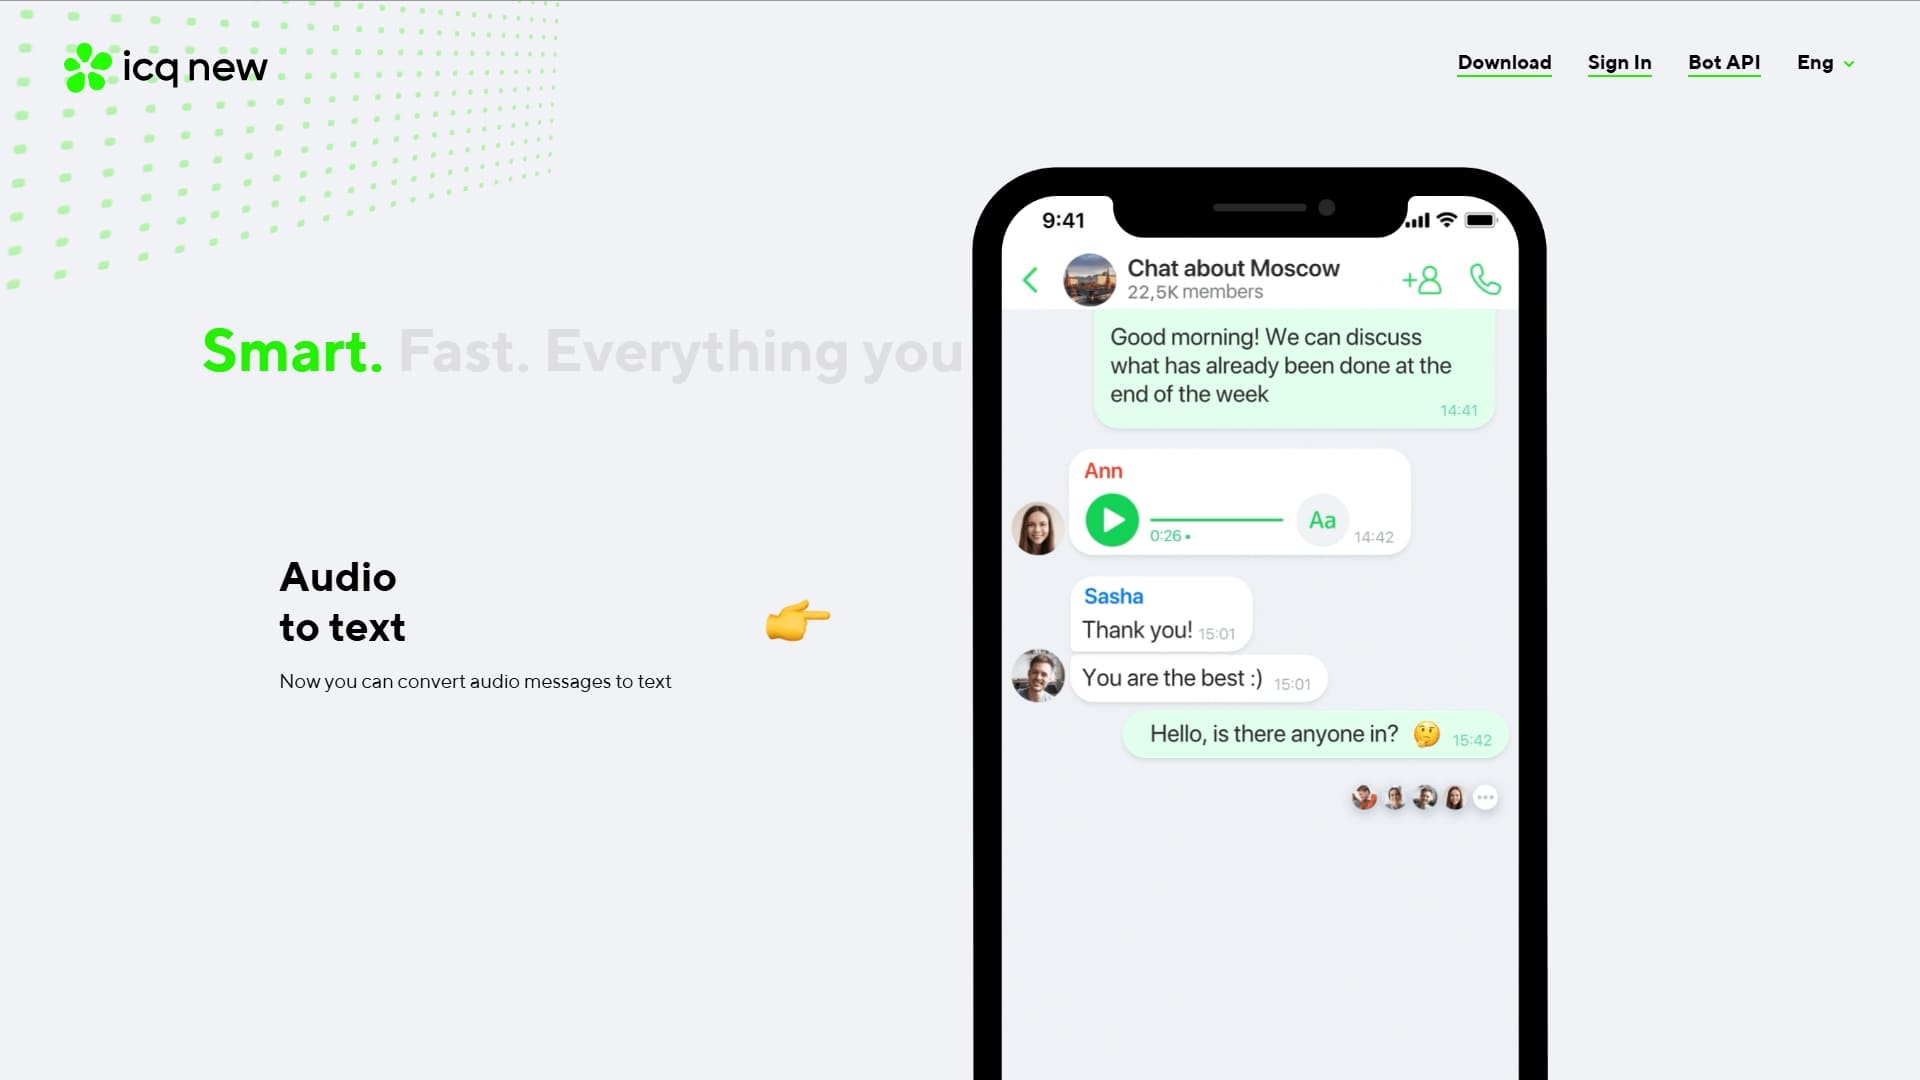 icq new
Download
Sign In
Bot API
Eng
Smart. Fast. Everything you
Audio
to text
Now you can convert audio messages to text
9:41
Chat about Moscow
22,5K members
Good morning! We can discuss
what has already been done at the
end of the week
14:41
Ann
0:26
Aa
14:42
Sasha
Thank you! 15:01
You are the best :) 15:01
Hello, is there anyone in? 🤔 15:42